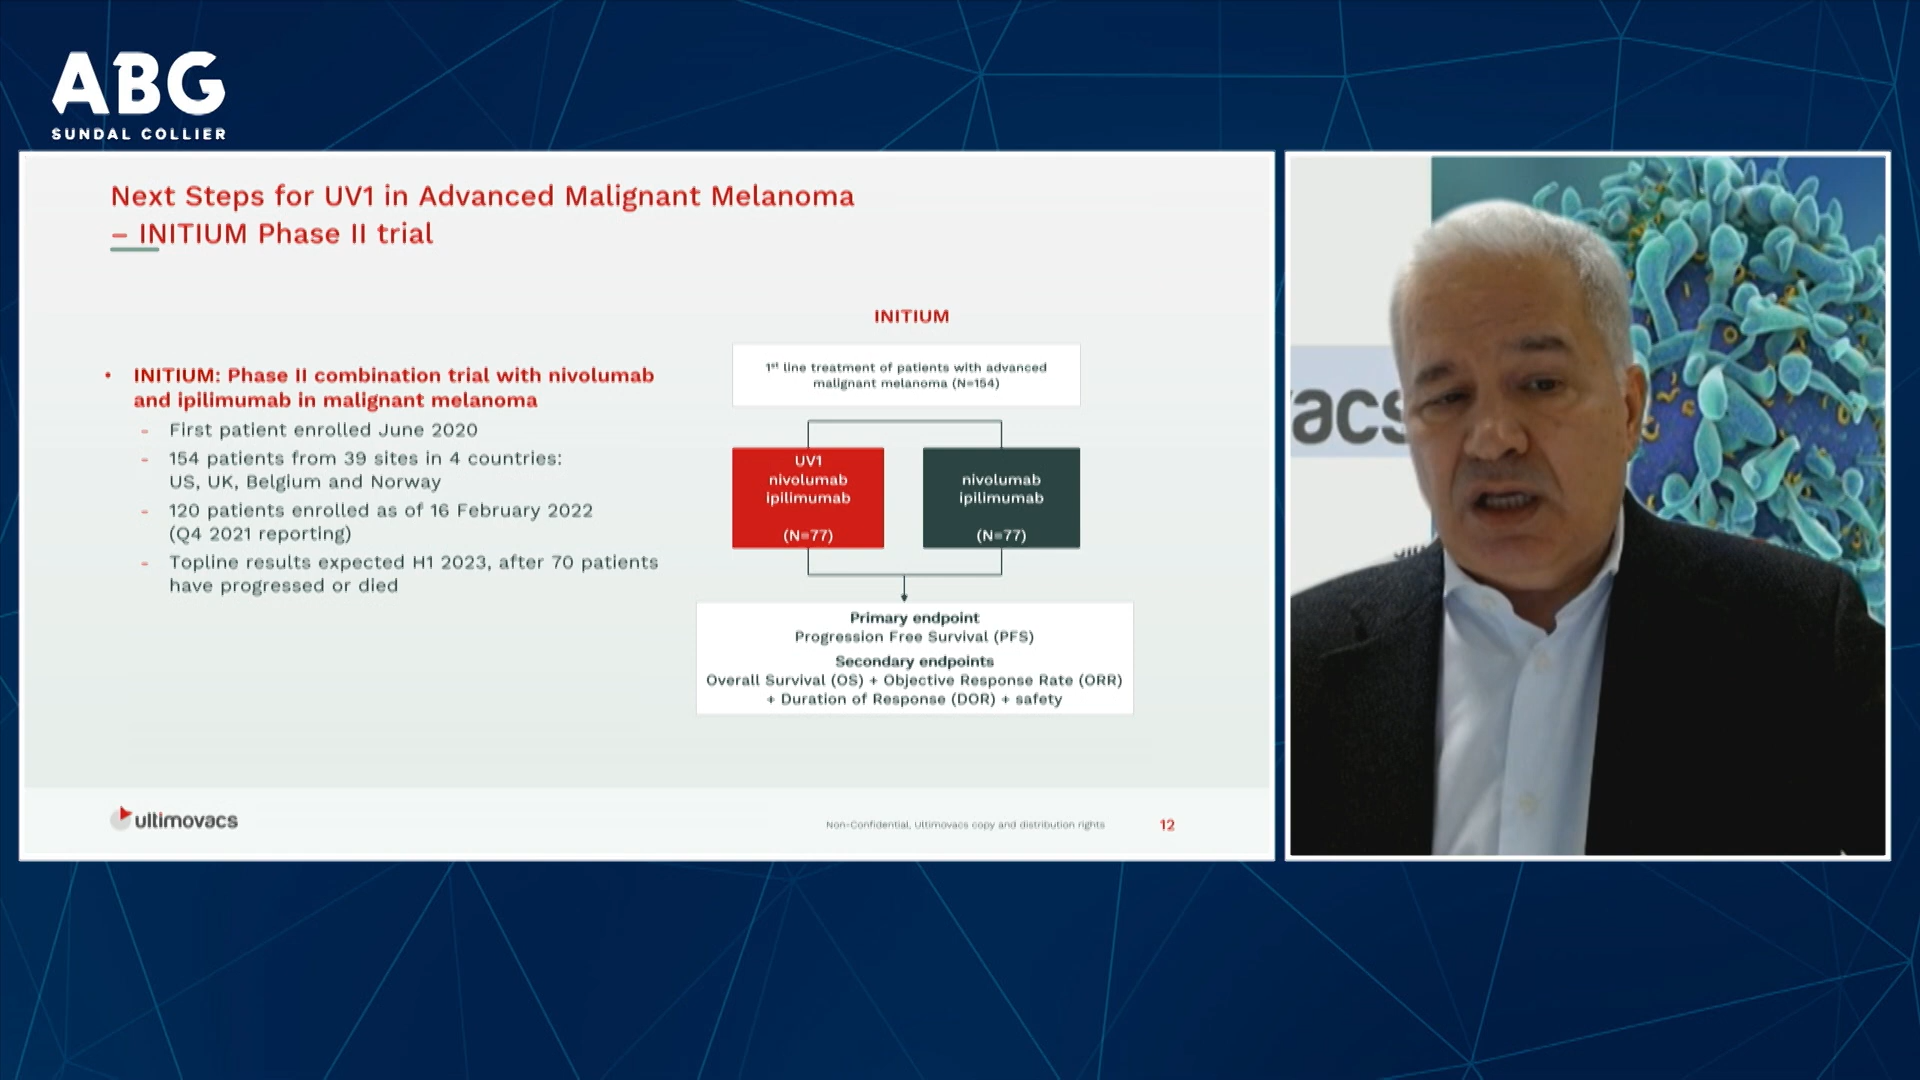 ABG
SUNDAL COLLIER
Next Steps for UV1 in Advanced Malignant Melanoma
– INITIUM Phase II trial
• INITIUM: Phase II combination trial with nivolumab
and ipilimumab in malignant melanoma
- First patient enrolled June 2020
- 154 patients from 39 sites in 4 countries:
US, UK, Belgium and Norway
- 120 patients enrolled as of 16 February 2022
(Q4 2021 reporting)
- Topline results expected H1 2023, after 70 patients
have progressed or died
INITIUM
1st line treatment of patients with advanced
malignant melanoma (N=154)
UV1
nivolumab
ipilimumab
(N=77)
nivolumab
ipilimumab
(N=77)
Primary endpoint
Progression Free Survival (PFS)
Secondary endpoints
Overall Survival (OS) + Objective Response Rate (ORR)
+ Duration of Response (DOR) + safety
ultimovacs
Non-Confidential, Ultimovacs copy and distribution rights
12
vacs